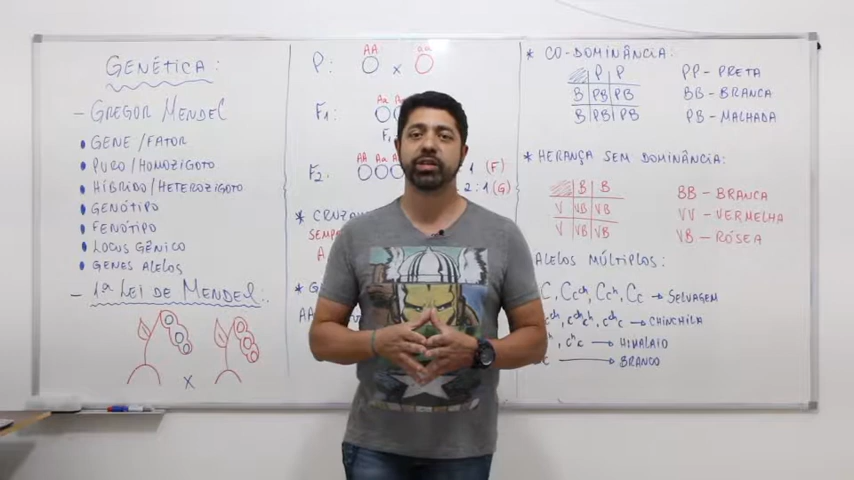 GENÉTICA:
- GREGOR MENDEL
• GENE/FATOR
• PURO/HOMOZIGOTO
• HÍBRIDO/HETEROZIGOTO
• GENÓTIPO
• FENÓTIPO
• LOCUS GÊNICO
• GENES ALELOS
- 1ª LEI DE MENDEL:
X
P: AA x aa
F1: Aa
F2: AA Aa
1 (F)
2:1 (G)
*
* CO-DOMINÂNCIA:
P P
B PB PB
B PB PB
PP - PRETA
BB - BRANCA
PB - MALHADA
* HERANÇA SEM DOMINÂNCIA:
B B
V VB VB
V VB VB
BB - BRANCA
VV - VERMELHA
VB - RÓSEA
ALELOS MÚLTIPLOS:
→ SELVAGEM
→ CHINCHILA
→ HIMALAIO
→ BRANCO